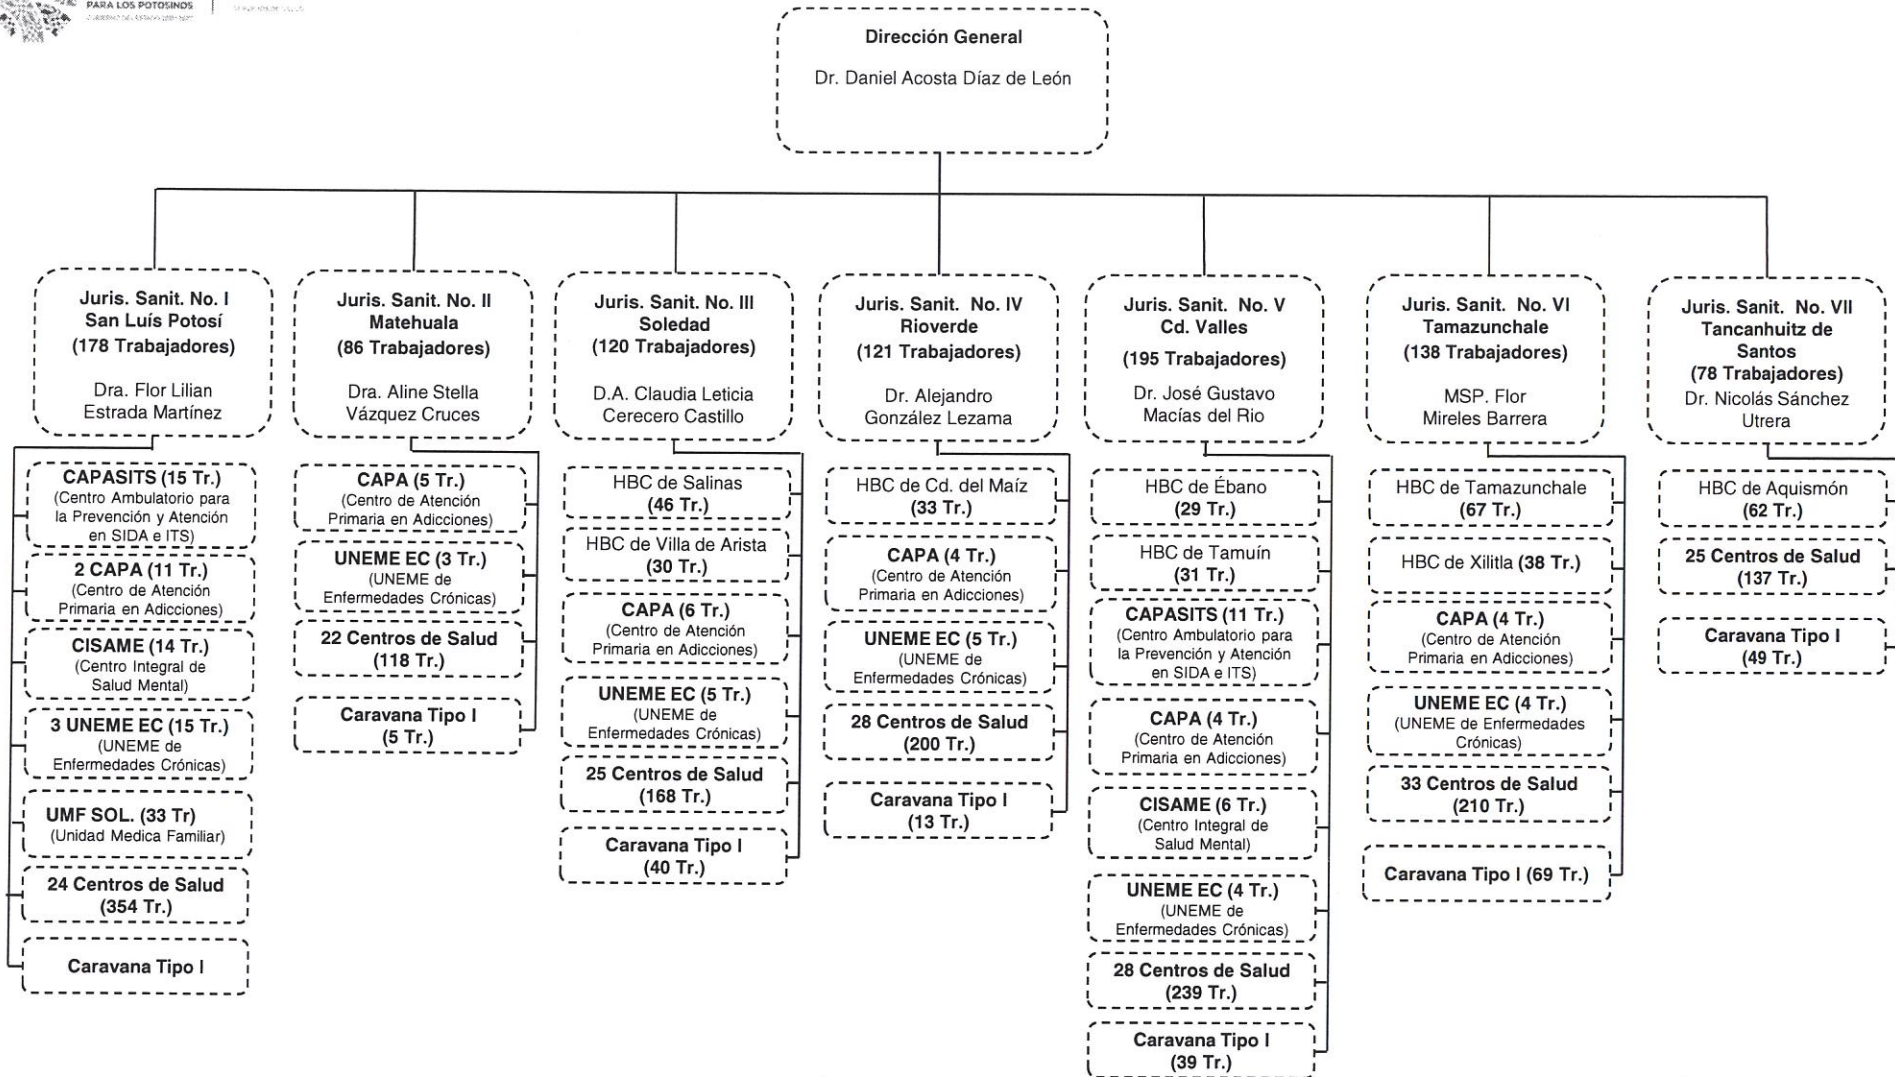 PARA LOS POTOSINOS
Dirección General
Dr. Daniel Acosta Díaz de León
Juris. Sanit. No. I
San Luís Potosí
(178 Trabajadores)
Dra. Flor Lilian
Estrada Martínez
CAPASITS (15 Tr.)
(Centro Ambulatorio para
la Prevención y Atención
en SIDA e ITS)
2 CAPA (11 Tr.)
(Centro de Atención
Primaria en Adicciones)
CISAME (14 Tr.)
(Centro Integral de
Salud Mental)
3 UNEME EC (15 Tr.)
(UNEME de
Enfermedades Crónicas)
UMF SOL. (33 Tr)
(Unidad Medica Familiar)
24 Centros de Salud
(354 Tr.)
Caravana Tipo I
Juris. Sanit. No. II
Matehuala
(86 Trabajadores)
Dra. Aline Stella
Vázquez Cruces
CAPA (5 Tr.)
(Centro de Atención
Primaria en Adicciones)
UNEME EC (3 Tr.)
(UNEME de
Enfermedades Crónicas)
22 Centros de Salud
(118 Tr.)
Caravana Tipo I
(5 Tr.)
Juris. Sanit. No. III
Soledad
(120 Trabajadores)
D.A. Claudia Leticia
Cerecero Castillo
HBC de Salinas
(46 Tr.)
HBC de Villa de Arista
(30 Tr.)
CAPA (6 Tr.)
(Centro de Atención
Primaria en Adicciones)
UNEME EC (5 Tr.)
(UNEME de
Enfermedades Crónicas)
25 Centros de Salud
(168 Tr.)
Caravana Tipo I
(40 Tr.)
Juris. Sanit. No. IV
Rioverde
(121 Trabajadores)
Dr. Alejandro
González Lezama
HBC de Cd. del Maíz
(33 Tr.)
CAPA (4 Tr.)
(Centro de Atención
Primaria en Adicciones)
UNEME EC (5 Tr.)
(UNEME de
Enfermedades Crónicas)
28 Centros de Salud
(200 Tr.)
Caravana Tipo I
(13 Tr.)
Juris. Sanit. No. V
Cd. Valles
(195 Trabajadores)
Dr. José Gustavo
Macías del Rio
HBC de Ébano
(29 Tr.)
HBC de Tamuín
(31 Tr.)
CAPASITS (11 Tr.)
(Centro Ambulatorio para
la Prevención y Atención
en SIDA e ITS)
CAPA (4 Tr.)
(Centro de Atención
Primaria en Adicciones)
CISAME (6 Tr.)
(Centro Integral de
Salud Mental)
UNEME EC (4 Tr.)
(UNEME de
Enfermedades Crónicas)
28 Centros de Salud
(239 Tr.)
Caravana Tipo I
(39 Tr.)
Juris. Sanit. No. VI
Tamazunchale
(138 Trabajadores)
MSP. Flor
Mireles Barrera
HBC de Tamazunchale
(67 Tr.)
HBC de Xilitla (38 Tr.)
CAPA (4 Tr.)
(Centro de Atención
Primaria en Adicciones)
UNEME EC (4 Tr.)
(UNEME de Enfermedades
Crónicas)
33 Centros de Salud
(210 Tr.)
Caravana Tipo I (69 Tr.)
Juris. Sanit. No. VII
Tancanhuitz de
Santos
(78 Trabajadores)
Dr. Nicolás Sánchez
Utrera
HBC de Aquismón
(62 Tr.)
25 Centros de Salud
(137 Tr.)
Caravana Tipo I
(49 Tr.)